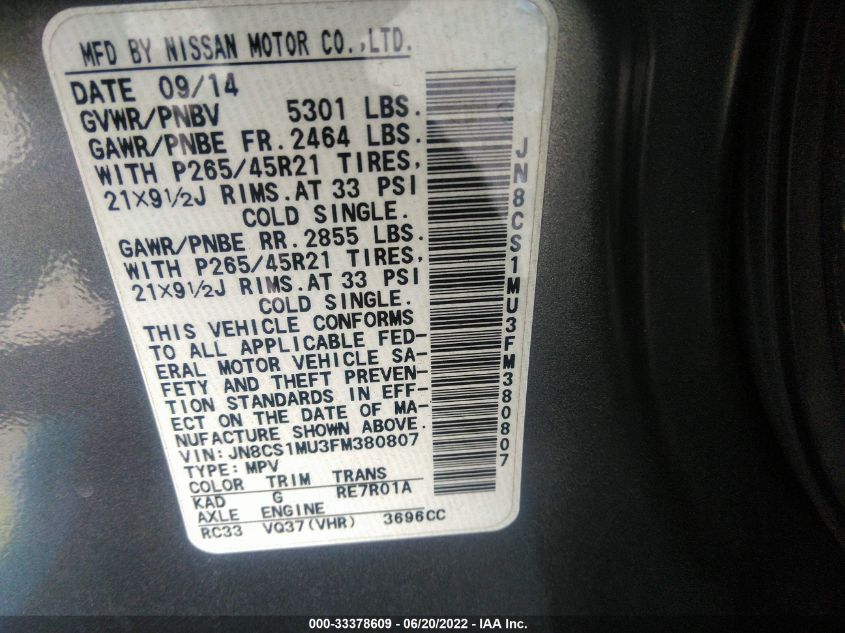 MFD BY NISSAN MOTOR CO.,LTD.
DATE 09/14
GVWR/PNBV 5301 LBS.
GAWR/PNBE FR. 2464 LBS.
WITH P265/45R21 TIRES,
21X9½J RIMS. AT 33 PSI
COLD SINGLE.
GAWR/PNBE RR. 2855 LBS.
WITH P265/45R21 TIRES,
21X9½J RIMS. AT 33 PSI
COLD SINGLE.
THIS VEHICLE CONFORMS
TO ALL APPLICABLE FED-
ERAL MOTOR VEHICLE SA-
FETY AND THEFT PREVEN-
TION STANDARDS IN EFF-
ECT ON THE DATE OF MA-
NUFACTURE SHOWN ABOVE.
VIN: JN8CS1MU3FM380807
TYPE: MPV
COLOR TRIM TRANS
KAD G RE7R01A
AXLE ENGINE
RC33 VQ37(VHR) 3696CC
JN8CS1MU3FM380807
000-33378609 - 06/20/2022 - IAA Inc.